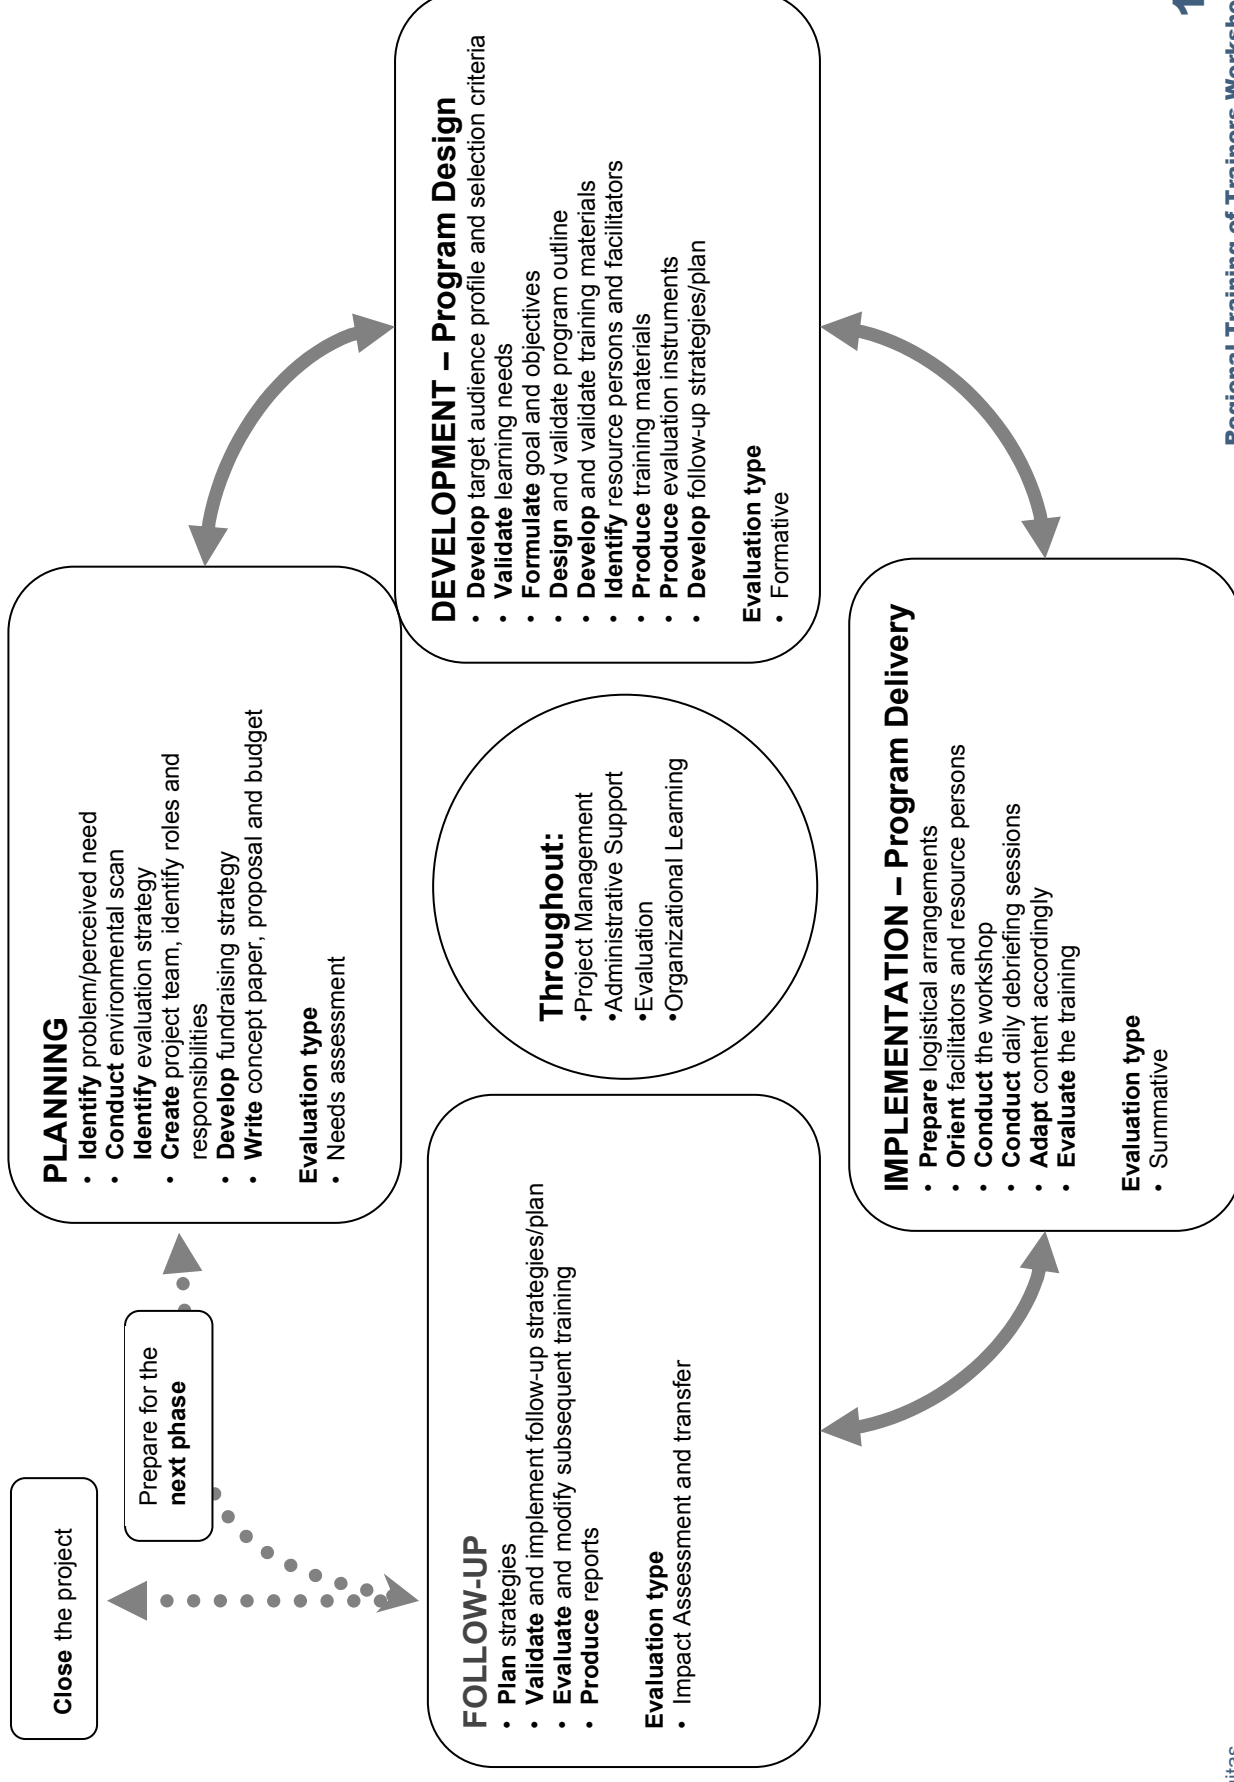 Close the project
Prepare for the
next phase
PLANNING
• Identify problem/perceived need
• Conduct environmental scan
Identify evaluation strategy
• Create project team, identify roles and
responsibilities
• Develop fundraising strategy
• Write concept paper, proposal and budget
Evaluation type
• Needs assessment
DEVELOPMENT – Program Design
• Develop target audience profile and selection criteria
• Validate learning needs
• Formulate goal and objectives
• Design and validate program outline
• Develop and validate training materials
• Identify resource persons and facilitators
• Produce training materials
• Produce evaluation instruments
• Develop follow-up strategies/plan
Evaluation type
• Formative
Throughout:
•Project Management
•Administrative Support
•Evaluation
•Organizational Learning
FOLLOW-UP
• Plan strategies
• Validate and implement follow-up strategies/plan
• Evaluate and modify subsequent training
• Produce reports
Evaluation type
• Impact Assessment and transfer
IMPLEMENTATION – Program Delivery
• Prepare logistical arrangements
• Orient facilitators and resource persons
• Conduct the workshop
• Conduct daily debriefing sessions
• Adapt content accordingly
• Evaluate the training
Evaluation type
• Summative
Regional Training of Trainers